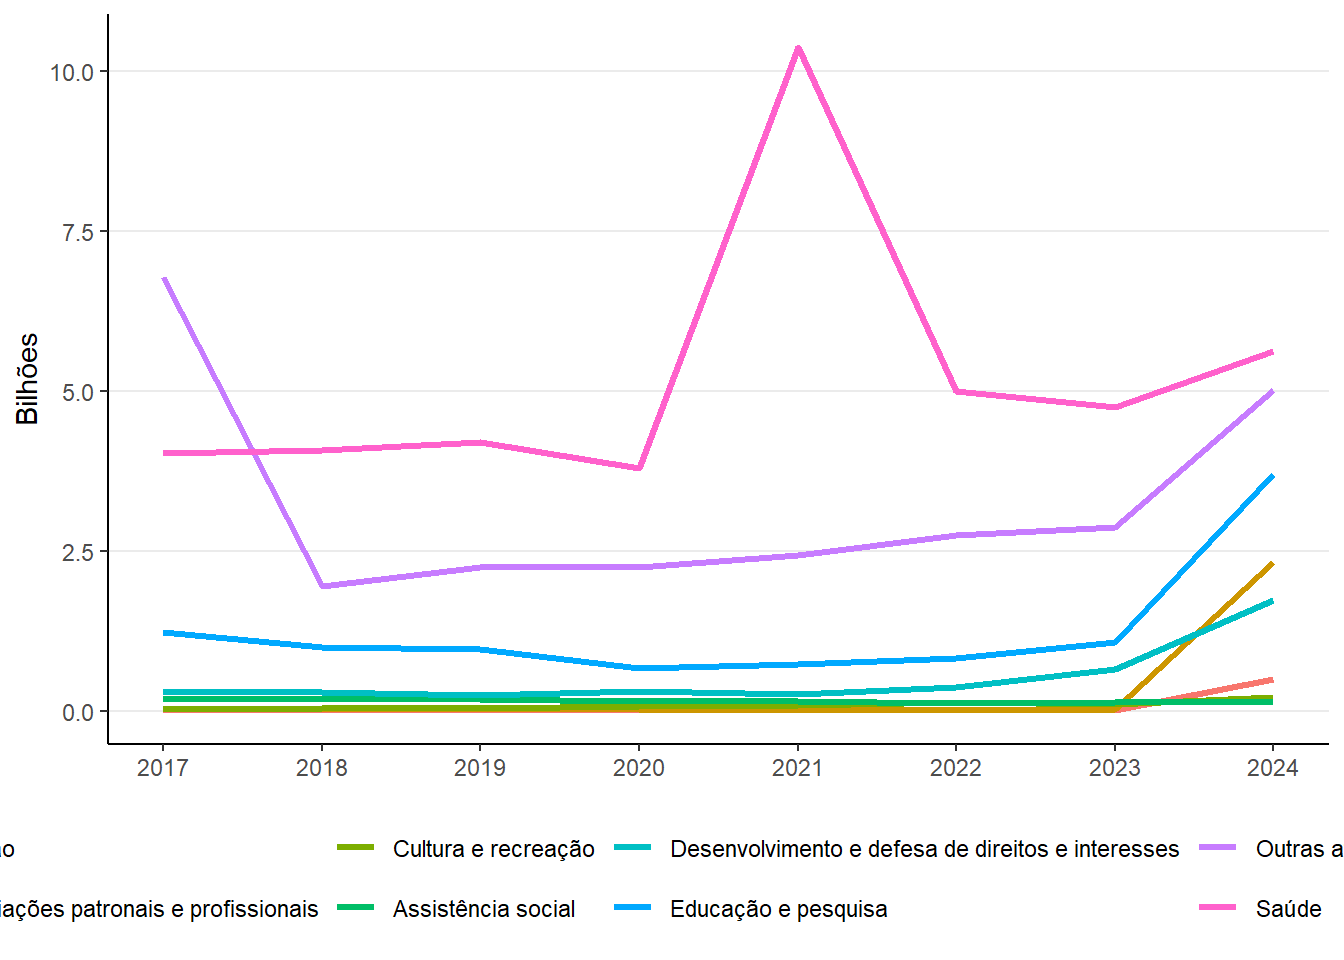 10.0
7.5
5.0
2.5
0.0
Bilhões
2017 2018 2019 2020 2021 2022 2023 2024
Cultura e recreação Desenvolvimento e defesa de direitos e interesses Outras
patronais e profissionais Assistência social Educação e pesquisa Saúde